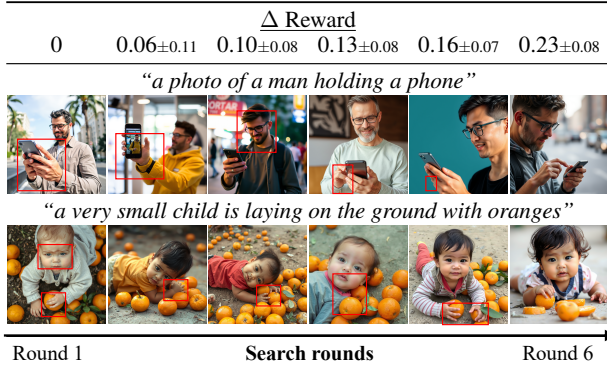 Δ Reward
0 0.06±0.11 0.10±0.08 0.13±0.08 0.16±0.07 0.23±0.08
“a photo of a man holding a phone”
PORTAR
“a very small child is laying on the ground with oranges”
Round 1 Search rounds Round 6